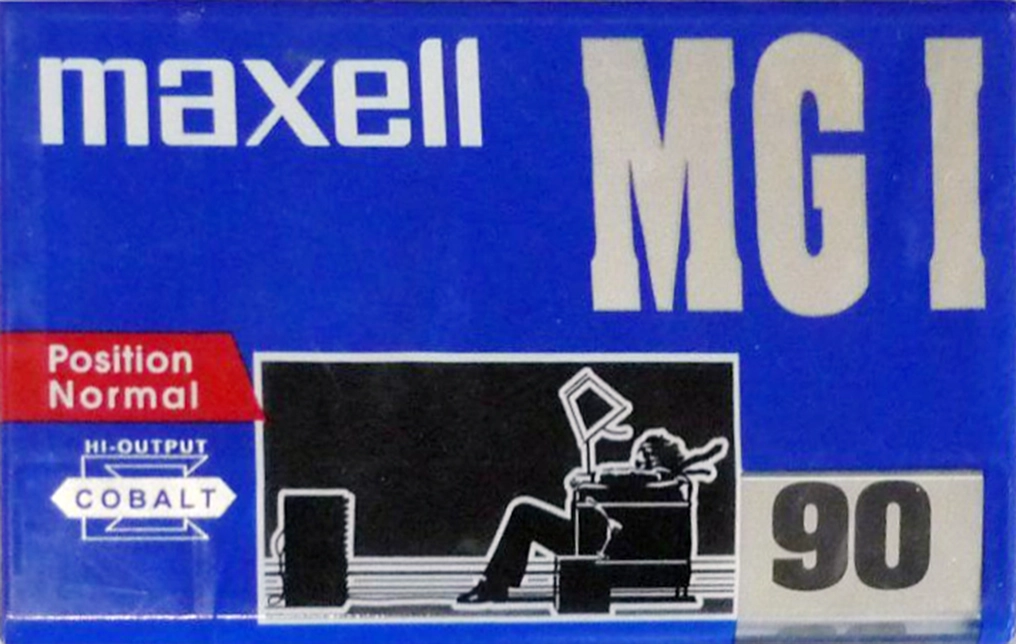 maxell
MG I
Position
Normal
HI-OUTPUT
COBALT
90